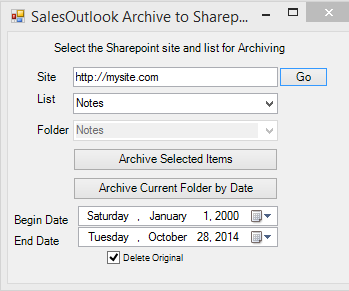 SalesOutlook Archive to Sharep...
Select the Sharepoint site and list for Archiving
Site http://mysite.com Go
List Notes
Folder Notes
Archive Selected Items
Archive Current Folder by Date
Begin Date Saturday , January 1, 2000
End Date Tuesday , October 28, 2014
Delete Original